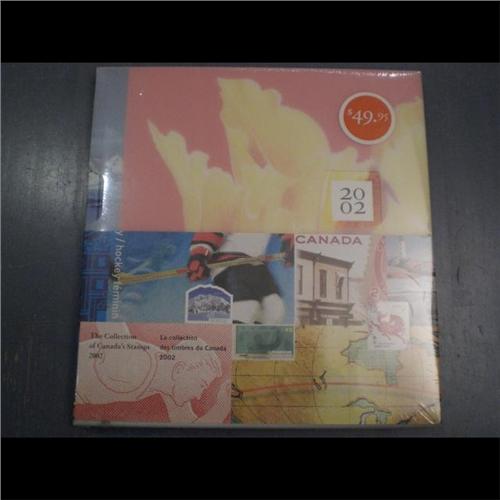 $49.95
20
02
y / hockey féminin
CANADA
The Collection
of Canada's Stamps
2002
La collection
des timbres du Canada
2002